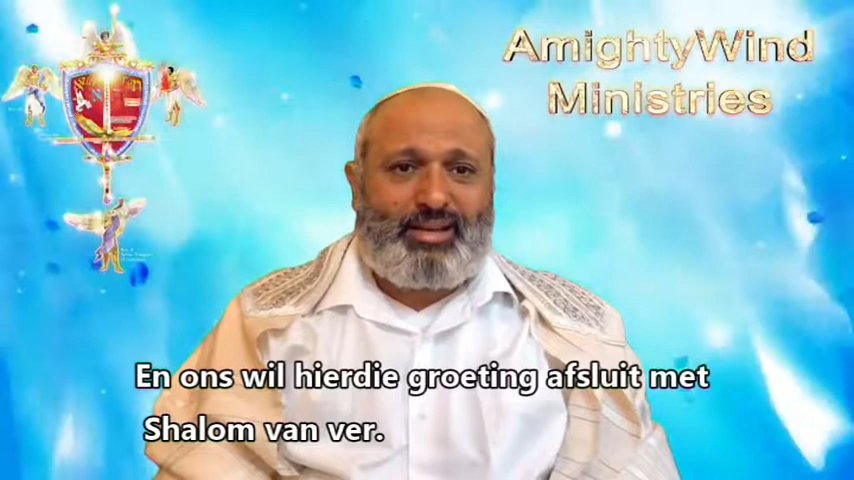 AmightyWind
Ministries
En ons wil hierdie groeting afsluit met
Shalom van ver.